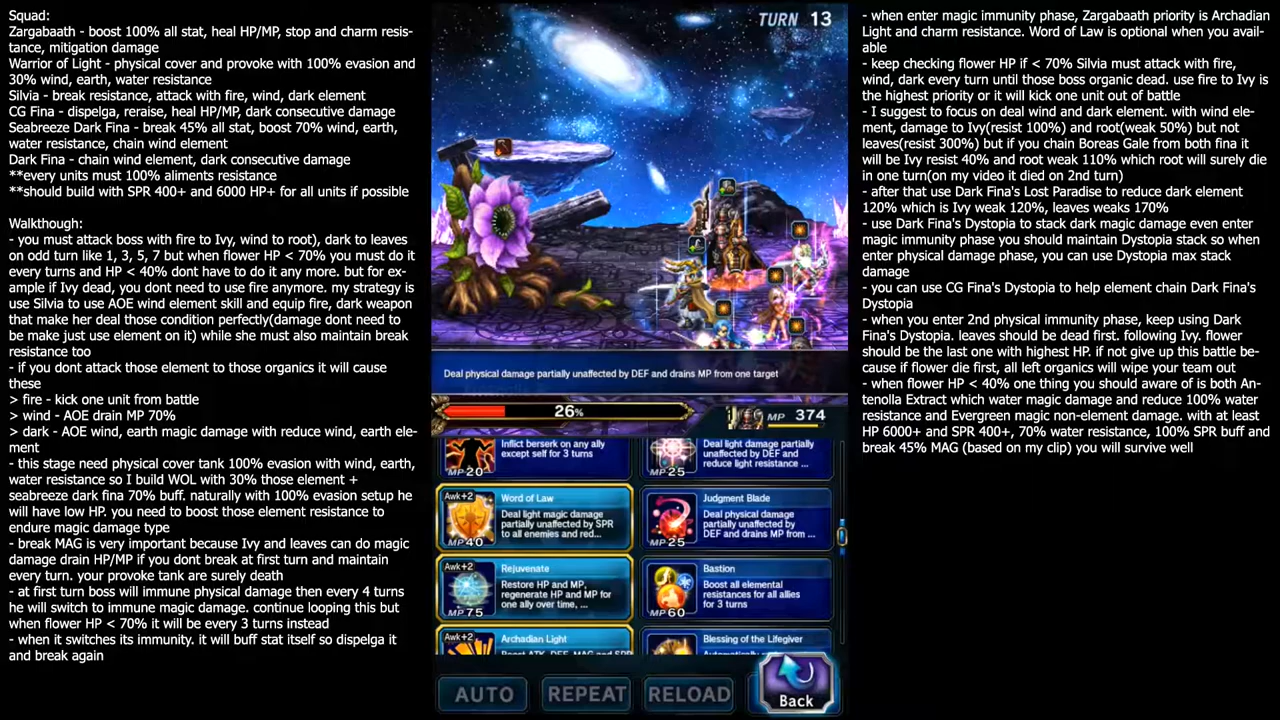 Squad:
Zargabaath - boost 100% all stat, heal HP/MP, stop and charm resis-
tance, mitigation damage
Warrior of Light - physical cover and provoke with 100% evasion and
30% wind, earth, water resistance
Silvia - break resistance, attack with fire, wind, dark element
CG Fina - dispelga, reraise, heal HP/MP, dark consecutive damage
Seabreeze Dark Fina - break 45% all stat, boost 70% wind, earth,
water resistance, chain wind element
Dark Fina - chain wind element, dark consecutive damage
**every units must 100% aliments resistance
**should build with SPR 400+ and 6000 HP+ for all units if possible
Walkthough:
- you must attack boss with fire to Ivy, wind to root), dark to leaves
on odd turn like 1, 3, 5, 7 but when flower HP < 70% you must do it
every turns and HP < 40% dont have to do it any more. but for ex-
ample if Ivy dead, you dont need to use fire anymore. my strategy is
use Silvia to use AOE wind element skill and equip fire, dark weapon
that make her deal those condition perfectly(damage dont need to
be make just use element on it) while she must also maintain break
resistance too
- if you dont attack those element to those organics it will cause
these
> fire - kick one unit from battle
> wind - AOE drain MP 70%
> dark - AOE wind, earth magic damage with reduce wind, earth ele-
ment
- this stage need physical cover tank 100% evasion with wind, earth,
water resistance so I build WOL with 30% those element +
seabreeze dark fina 70% buff. naturally with 100% evasion setup he
will have low HP. you need to boost those element resistance to
endure magic damage type
- break MAG is very important because Ivy and leaves can do magic
damage drain HP/MP if you dont break at first turn and maintain
every turn. your provoke tank are surely death
- at first turn boss will immune physical damage then every 4 turns
he will switch to immune magic damage. continue looping this but
when flower HP < 70% it will be every 3 turns instead
- when it switches its immunity. it will buff stat itself so dispelga it
and break again
TURN 13
Deal physical damage partially unaffected by DEF and drains MP from one target
26%
MP 374
Inflict berserk on any ally
except self for 3 turns
MP20
Deal light damage partially
unaffected by DEF and
reduce light resistance ...
MP25
Awk+2
Word of Law
Deal light magic damage
partially unaffected by SPR
to all enemies and red...
MP40
Judgment Blade
Deal physical damage
partially unaffected by
DEF and drains MP from ...
MP25
Awk+2
Rejuvenate
Restore HP and MP,
regenerate HP and MP for
one ally over time, ...
MP75
Bastion
Boost all elemental
resistances for all allies
for 3 turns
MP60
Awk+2
Archadian Light
Boost ATK, DEF, MAG and SPR
Blessing of the Lifegiver
Automatically
AUTO
REPEAT
RELOAD
Back
- when enter magic immunity phase, Zargabaath priority is Archadian
Light and charm resistance. Word of Law is optional when you avail-
able
- keep checking flower HP if < 70% Silvia must attack with fire,
wind, dark every turn until those boss organic dead. use fire to Ivy is
the highest priority or it will kick one unit out of battle
- I suggest to focus on deal wind and dark element. with wind ele-
ment, damage to Ivy(resist 100%) and root(weak 50%) but not
leaves(resist 300%) but if you chain Boreas Gale from both fina it
will be Ivy resist 40% and root weak 110% which root will surely die
in one turn(on my video it died on 2nd turn)
- after that use Dark Fina's Lost Paradise to reduce dark element
120% which is Ivy weak 120%, leaves weaks 170%
- use Dark Fina's Dystopia to stack dark magic damage even enter
magic immunity phase you should maintain Dystopia stack so when
enter physical damage phase, you can use Dystopia max stack
damage
- you can use CG Fina's Dystopia to help element chain Dark Fina's
Dystopia
- when you enter 2nd physical immunity phase, keep using Dark
Fina's Dystopia. leaves should be dead first. following Ivy. flower
should be the last one with highest HP. if not give up this battle be-
cause if flower die first, all left organics will wipe your team out
- when flower HP < 40% one thing you should aware of is both An-
tenolla Extract which water magic damage and reduce 100% water
resistance and Evergreen magic non-element damage. with at least
HP 6000+ and SPR 400+, 70% water resistance, 100% SPR buff and
break 45% MAG (based on my clip) you will survive well